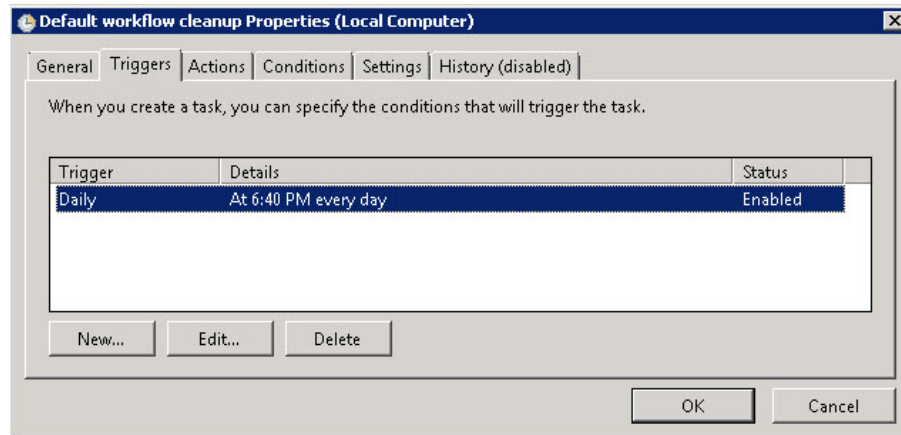 Default workflow cleanup Properties (Local Computer)
General Triggers Actions Conditions Settings History (disabled)
When you create a task, you can specify the conditions that will trigger the task.
Trigger Details Status
Daily At 6:40 PM every day Enabled
New... Edit... Delete
OK Cancel